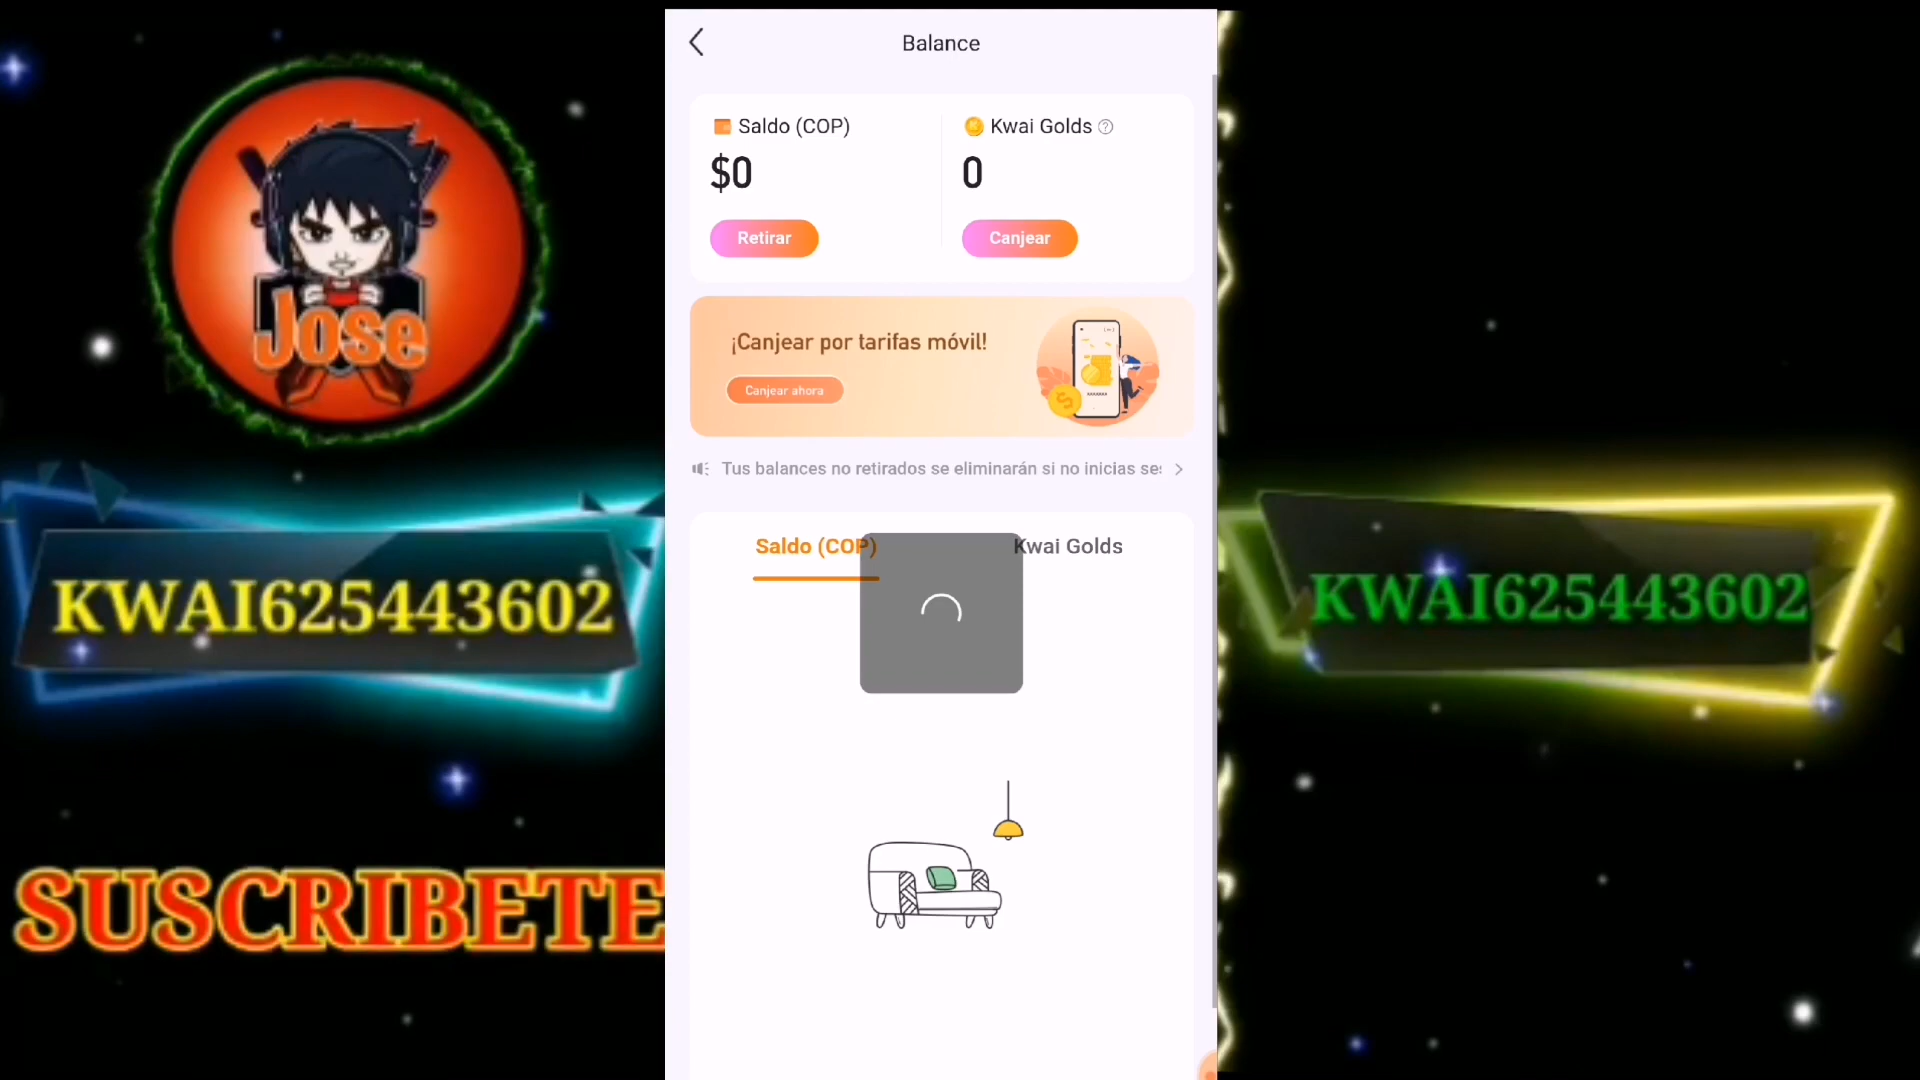 Balance
Saldo (COP)
Kwai Golds
$0
0
Retirar
Canjear
¡Canjear por tarifas móvil!
Canjear ahora
Tus balances no retirados se eliminarán si no inicias ses
Saldo (COP)
Kwai Golds
Jose
KWAI625443602
SUSCRIBETE
KWAI625443602